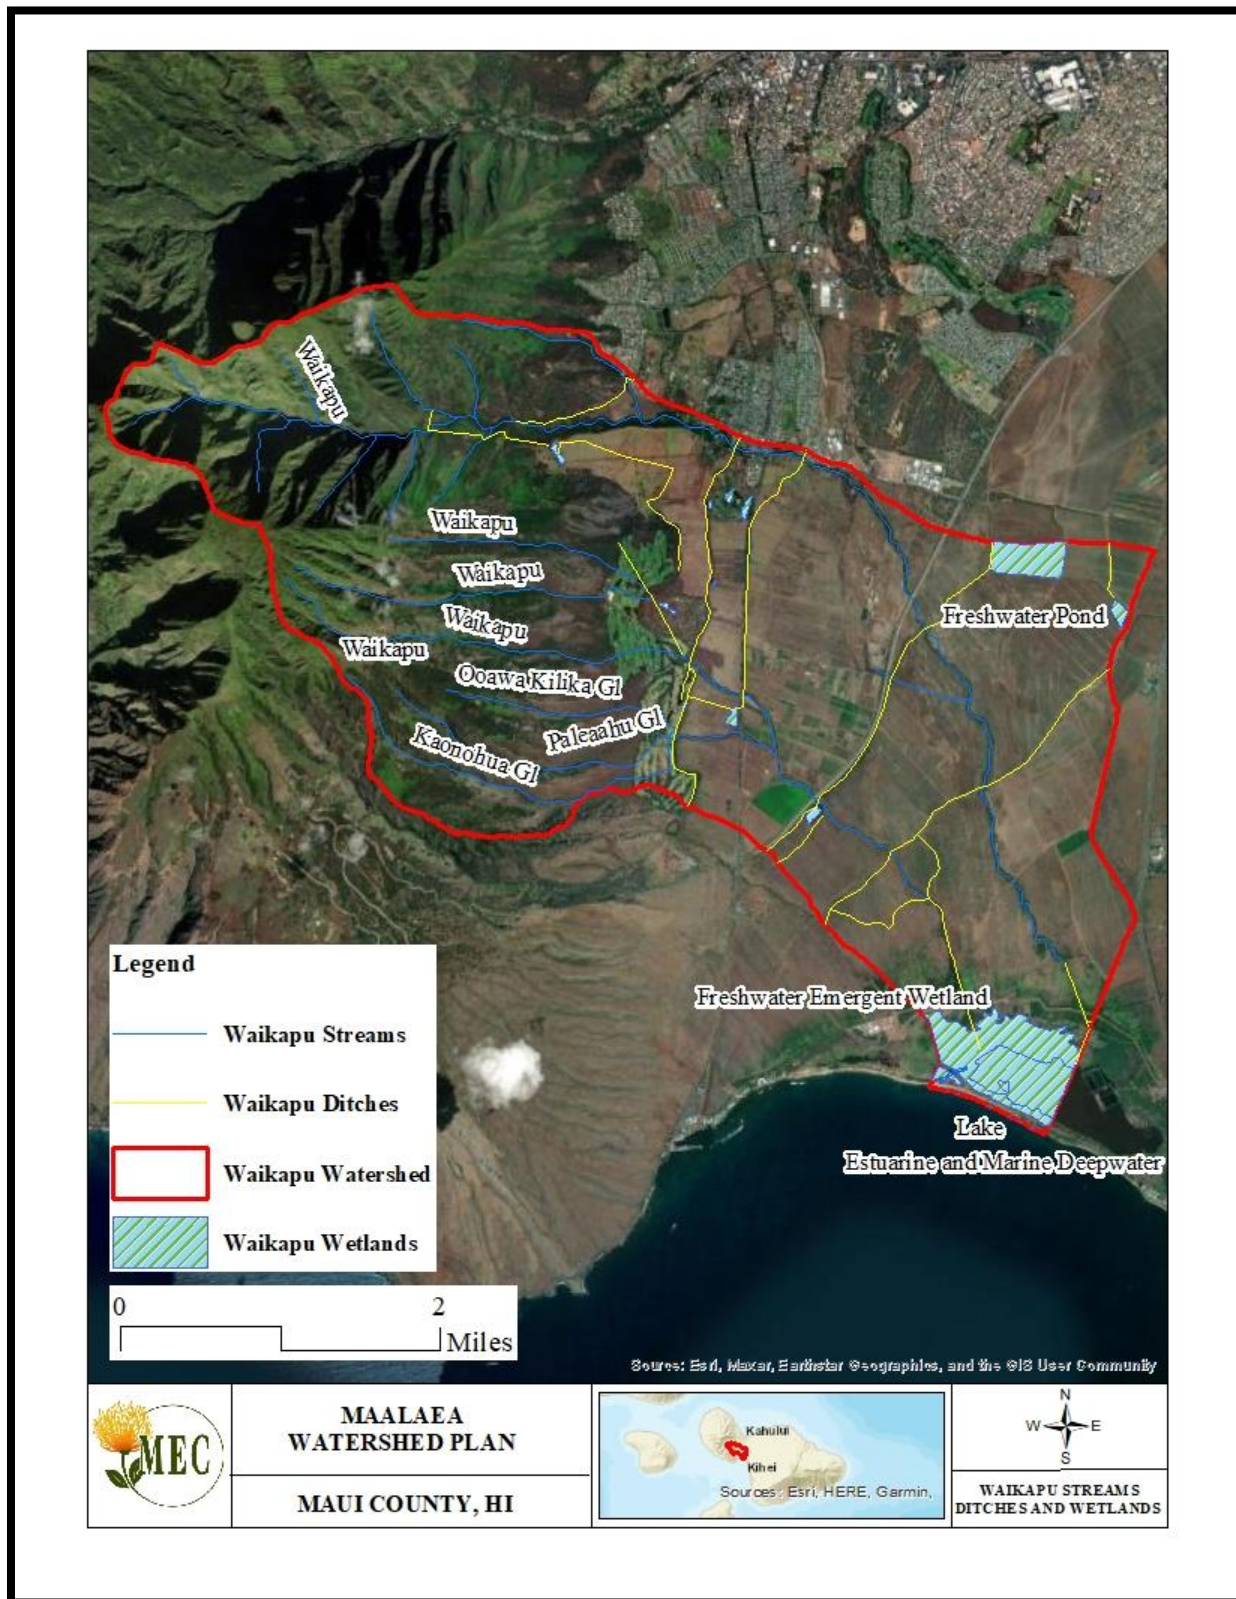 Waikapu
Waikapu
Waikapu
Waikapu
Waikapu
Ooawa Kilika Gl
Paleaahu Gl
Kaonohua Gl
Freshwater Pond
Freshwater Emergent Wetland
Lake
Estuarine and Marine Deepwater
Legend
Waikapu Streams
Waikapu Ditches
Waikapu Watershed
Waikapu Wetlands
0 2
Miles
Source: Esri, Maxar, Earthstar Geographics, and the GIS User Community
MEC
MAALAEA
WATERSHED PLAN
MAUI COUNTY, HI
Kahului
Kihei
Sources: Esri, HERE, Garmin,
N
W E
S
WAIKAPU STREAMS
DITCHES AND WETLANDS